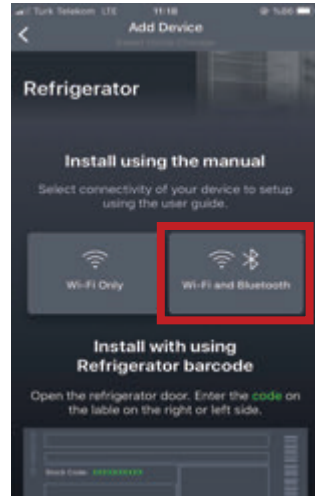 Turk Telekom LTE 11:18
Add Device
Refrigerator
Install using the manual
Select connectivity of your device to setup
using the user guide.
Wi-Fi Only
Wi-Fi and Bluetooth
Install with using
Refrigerator barcode
Open the refrigerator door. Enter the code on
the lable on the right or left side.
Stock Code: